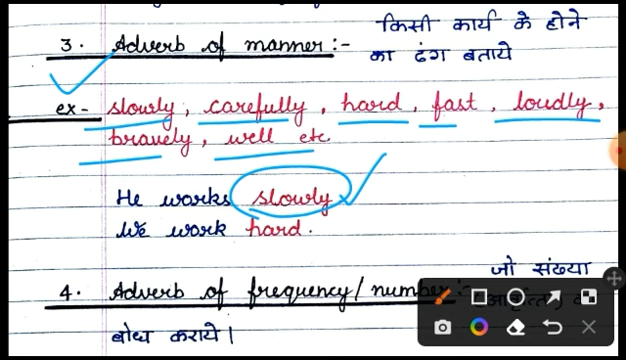 3. Adverb of manner :- किसी कार्य के होने
का ढंग बताये
ex- slowly, carefully, hard, fast, loudly,
bravely, well etc.
He works slowly
We work hard.
4. Adverb of frequency/number :- जो संख्या
बोध कराये।